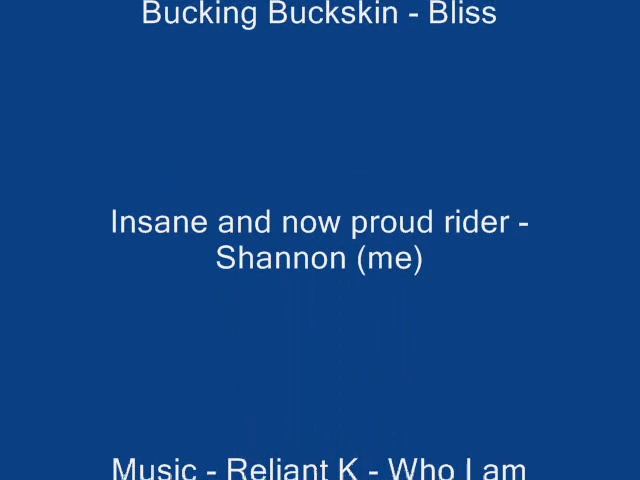 Bucking Buckskin - Bliss
Insane and now proud rider -
Shannon (me)
Music - Reliant K - Who I am